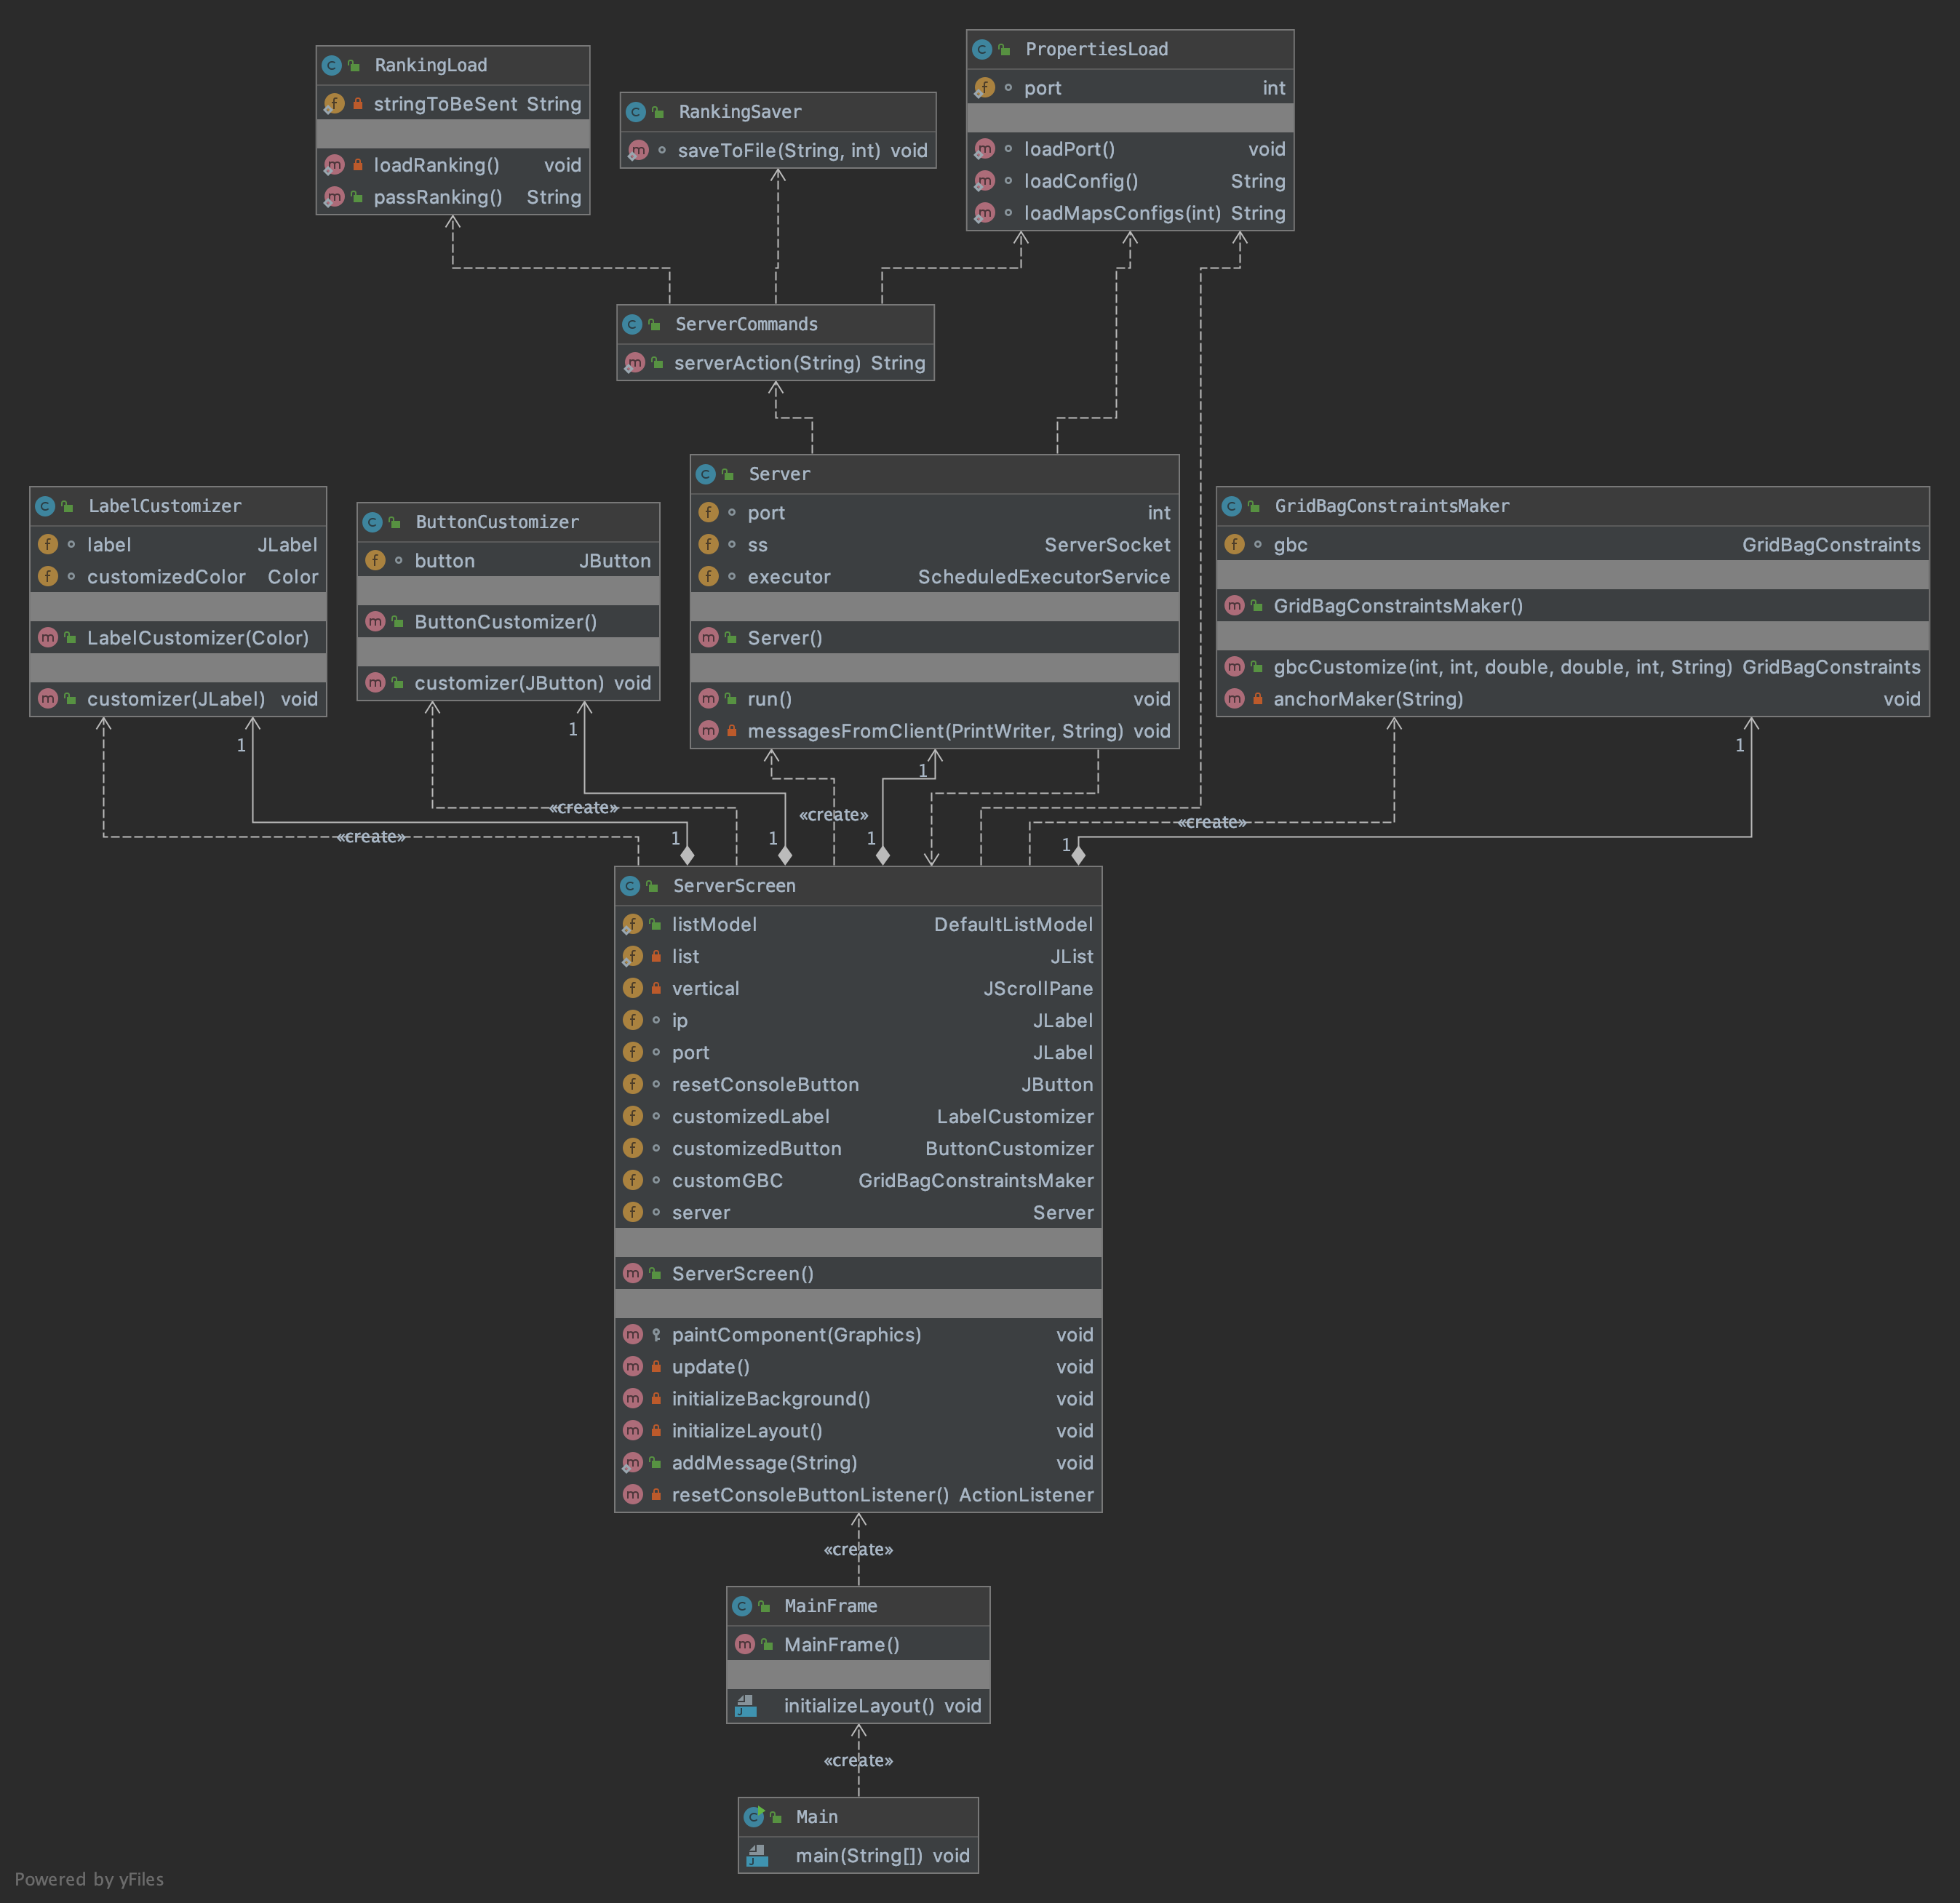 RankingLoad
stringToBeSent String
loadRanking() void
passRanking() String
RankingSaver
saveToFile(String, int) void
PropertiesLoad
port int
loadPort() void
loadConfig() String
loadMapsConfigs(int) String
ServerCommands
serverAction(String) String
LabelCustomizer
label JLabel
customizedColor Color
LabelCustomizer(Color)
customizer(JLabel) void
ButtonCustomizer
button JButton
ButtonCustomizer()
customizer(JButton) void
Server
port int
ss ServerSocket
executor ScheduledExecutorService
Server()
run() void
messagesFromClient(PrintWriter, String) void
GridBagConstraintsMaker
gbc GridBagConstraints
GridBagConstraintsMaker()
gbcCustomize(int, int, double, double, int, String) GridBagConstraints
anchorMaker(String) void
1
1
1
1
«create»
«create»
«create»
«create»
1
1
1
1
ServerScreen
listModel DefaultListModel
list JList
vertical JScrollPane
ip JLabel
port JLabel
resetConsoleButton JButton
customizedLabel LabelCustomizer
customizedButton ButtonCustomizer
customGBC GridBagConstraintsMaker
server Server
ServerScreen()
paintComponent(Graphics) void
update() void
initializeBackground() void
initializeLayout() void
addMessage(String) void
resetConsoleButtonListener() ActionListener
«create»
MainFrame
MainFrame()
initializeLayout() void
«create»
Main
main(String[]) void
Powered by yFiles